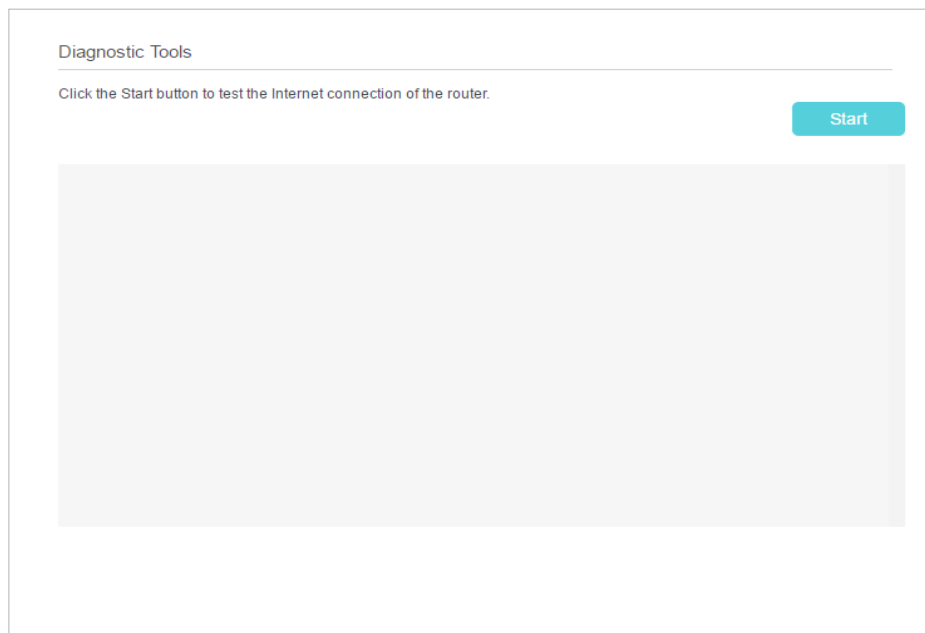 Diagnostic Tools
Click the Start button to test the Internet connection of the router.
Start